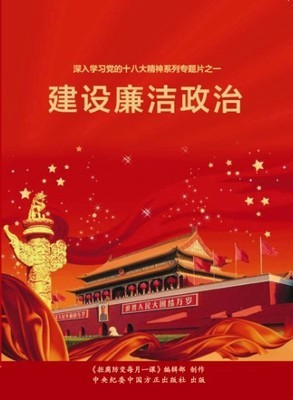 深入学习党的十八大精神系列专题片之一
建设廉洁政治
世界人民大团结万岁
《拒腐防变每月一课》编辑部 制作
中央纪委中国方正出版社 出版